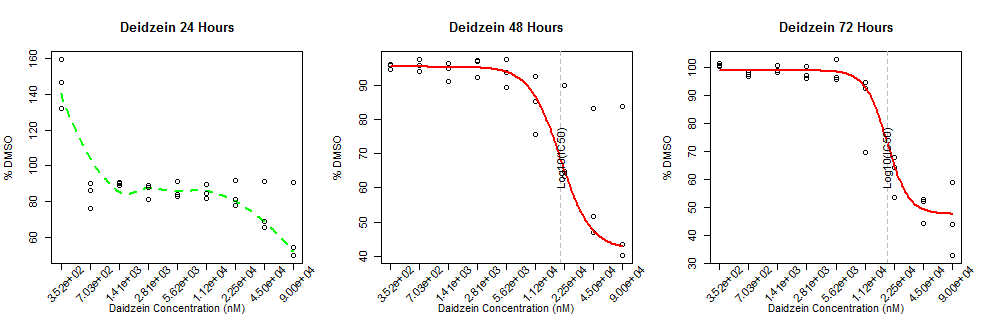 Deidzein 24 Hours
% DMSO
160
140
120
100
80
60
3.52e+02
7.03e+02
1.41e+03
2.81e+03
5.62e+03
1.12e+04
2.25e+04
4.50e+04
9.00e+04
Daidzein Concentration (nM)
Deidzein 48 Hours
% DMSO
90
80
70
60
50
40
Log10(IC50)
3.52e+02
7.03e+02
1.41e+03
2.81e+03
5.62e+03
1.12e+04
2.25e+04
4.50e+04
9.00e+04
Daidzein Concentration (nM)
Deidzein 72 Hours
% DMSO
100
90
80
70
60
50
40
30
Log10(IC50)
3.52e+02
7.03e+02
1.41e+03
2.81e+03
5.62e+03
1.12e+04
2.25e+04
4.50e+04
9.00e+04
Daidzein Concentration (nM)